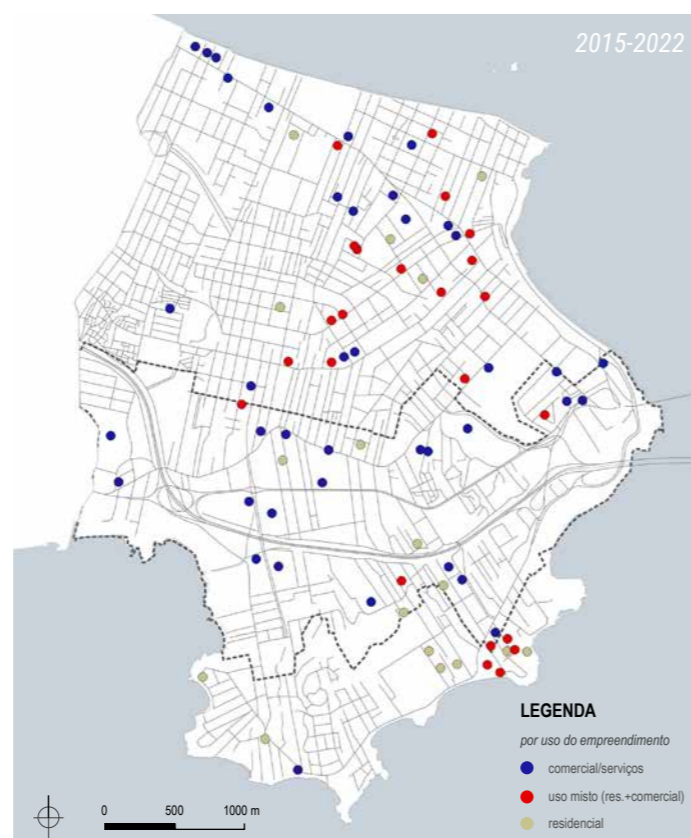 2015-2022
LEGENDA
por uso do empreendimento
comercial/serviços
uso misto (res.+comercial)
residencial
0 500 1000 m